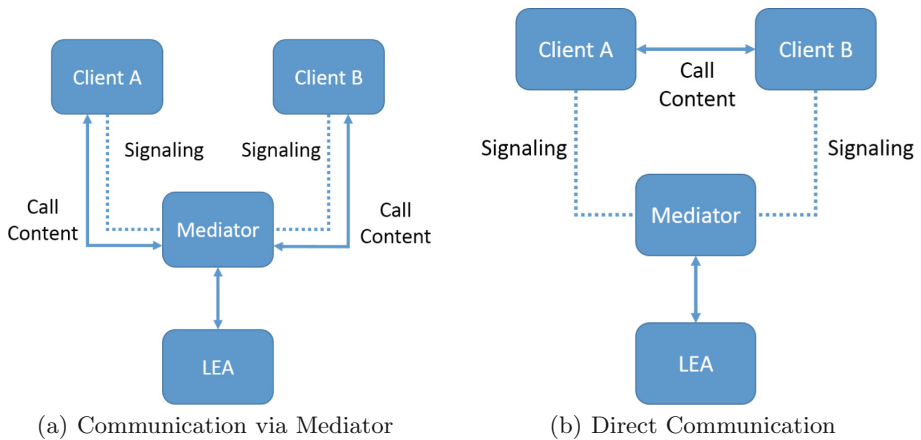 Client A
Client B
Signaling
Signaling
Call
Content
Call
Content
Mediator
LEA
(a) Communication via Mediator
Client A
Client B
Call
Content
Signaling
Signaling
Mediator
LEA
(b) Direct Communication